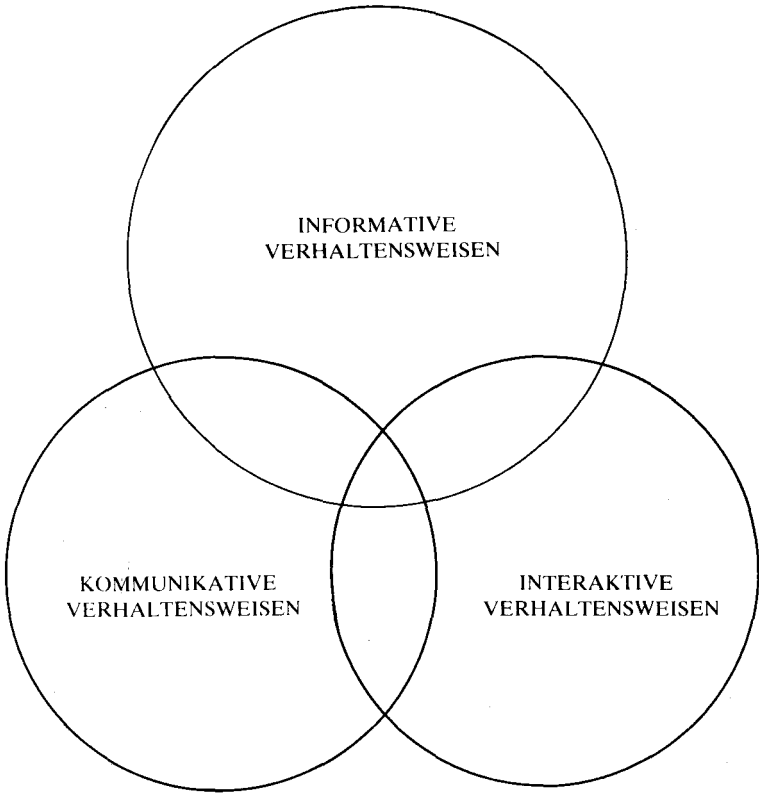 INFORMATIVE
VERHALTENSWEISEN
KOMMUNIKATIVE
VERHALTENSWEISEN
INTERAKTIVE
VERHALTENSWEISEN